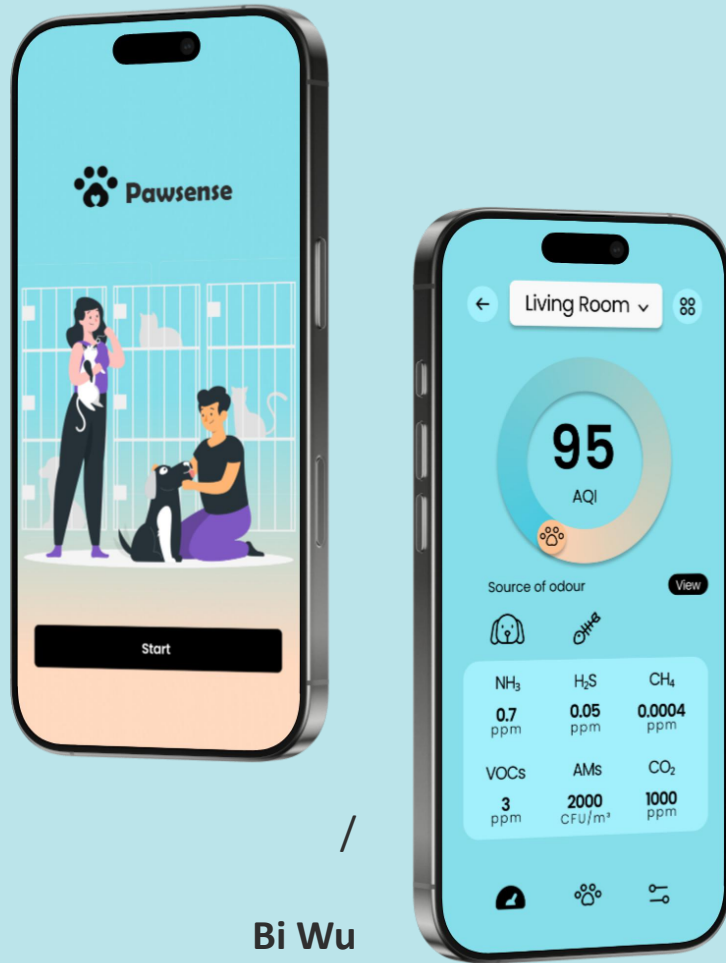 Pawsense
Start
Living Room
95
AQI
Source of odour
View
NH₃ H₂S CH₄
0.7 0.05 0.0004
ppm ppm ppm
VOCs AMs CO₂
3 2000 1000
ppm CFU/m³ ppm
/
Bi Wu